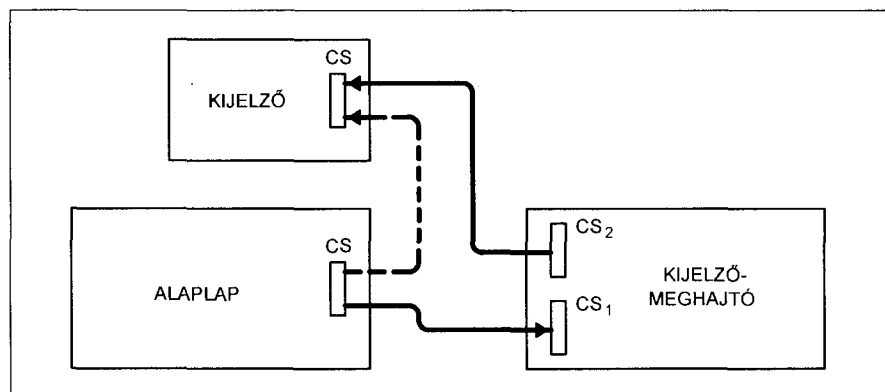 CS
KIJELZŐ
CS
ALAPLAP
CS₂
KIJELZŐ-
MEGHAJTÓ
CS₁